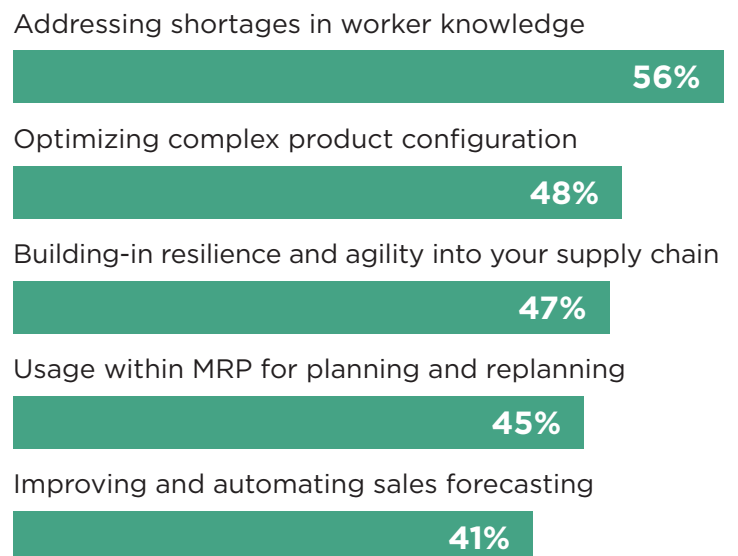 Addressing shortages in worker knowledge
56%
Optimizing complex product configuration
48%
Building-in resilience and agility into your supply chain
47%
Usage within MRP for planning and replanning
45%
Improving and automating sales forecasting
41%